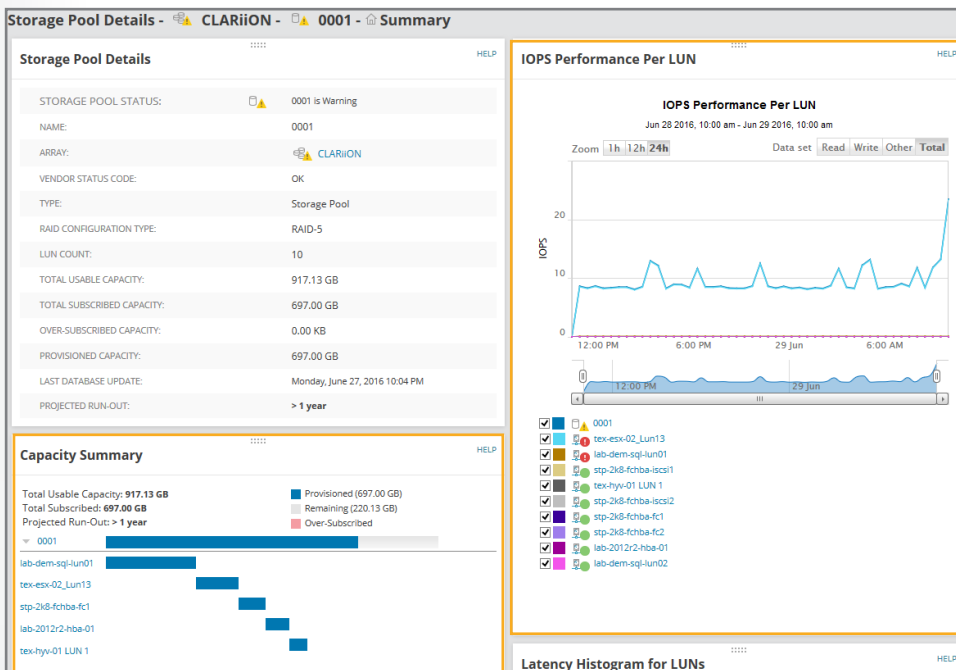 Storage Pool Details - CLARiiON - 0001 - Summary
Storage Pool Details
HELP
STORAGE POOL STATUS: 0001 is Warning
NAME: 0001
ARRAY: CLARiiON
VENDOR STATUS CODE: OK
TYPE: Storage Pool
RAID CONFIGURATION TYPE: RAID-5
LUN COUNT: 10
TOTAL USABLE CAPACITY: 917.13 GB
TOTAL SUBSCRIBED CAPACITY: 697.00 GB
OVER-SUBSCRIBED CAPACITY: 0.00 KB
PROVISIONED CAPACITY: 697.00 GB
LAST DATABASE UPDATE: Monday, June 27, 2016 10:04 PM
PROJECTED RUN-OUT: > 1 year
Capacity Summary
HELP
Total Usable Capacity: 917.13 GB
Total Subscribed: 697.00 GB
Projected Run-Out: > 1 year
Provisioned (697.00 GB)
Remaining (220.13 GB)
Over-Subscribed
0001
lab-dem-sql-lun01
tex-esx-02_Lun13
stp-2k8-fchba-fc1
lab-2012r2-hba-01
tex-hyv-01 LUN 1
IOPS Performance Per LUN
HELP
IOPS Performance Per LUN
Jun 28 2016, 10:00 am - Jun 29 2016, 10:00 am
Zoom 1h 12h 24h
Data set Read Write Other Total
IOPS
20
10
0
12:00 PM 6:00 PM 29 Jun 6:00 AM
12:00 PM 29 Jun
0001
tex-esx-02_Lun13
lab-dem-sql-lun01
stp-2k8-fchba-iscsi1
tex-hyv-01 LUN 1
stp-2k8-fchba-iscsi2
stp-2k8-fchba-fc1
stp-2k8-fchba-fc2
lab-2012r2-hba-01
lab-dem-sql-lun02
Latency Histogram for LUNs
HELP